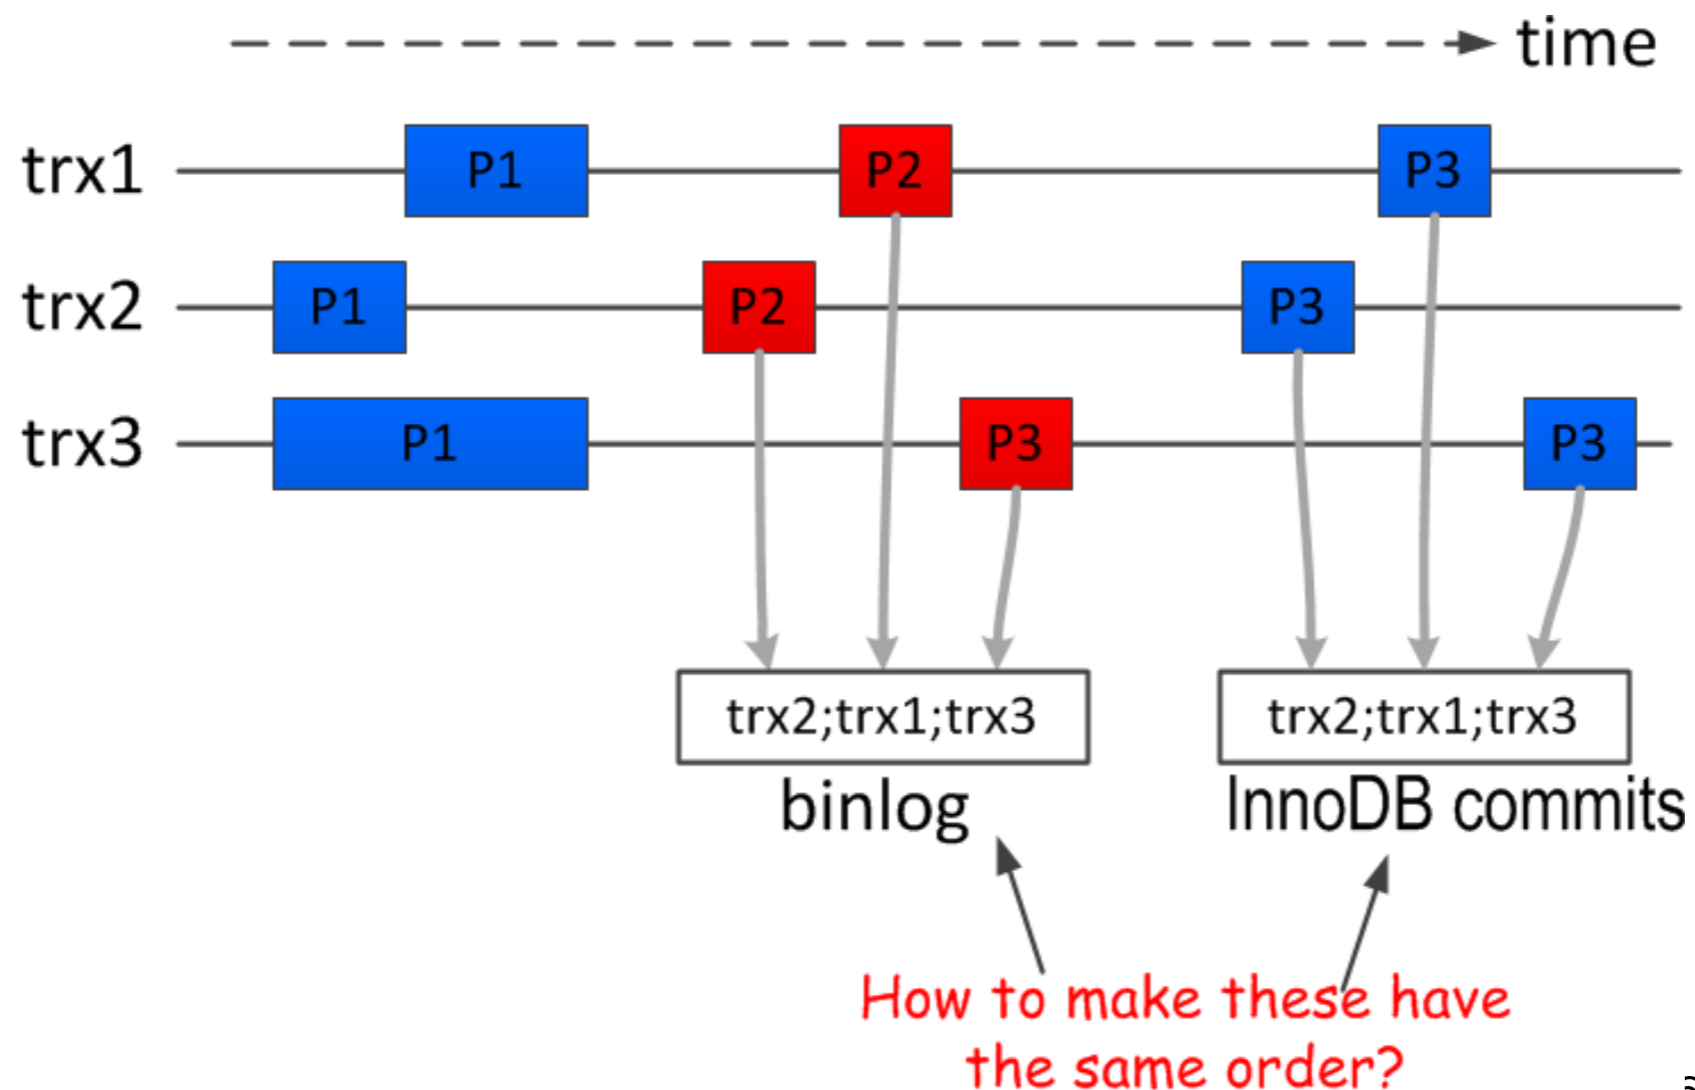 time
trx1 P1 P2 P3
trx2 P1 P2 P3
trx3 P1 P3 P3
trx2;trx1;trx3 trx2;trx1;trx3
binlog InnoDB commits
How to make these have
the same order?